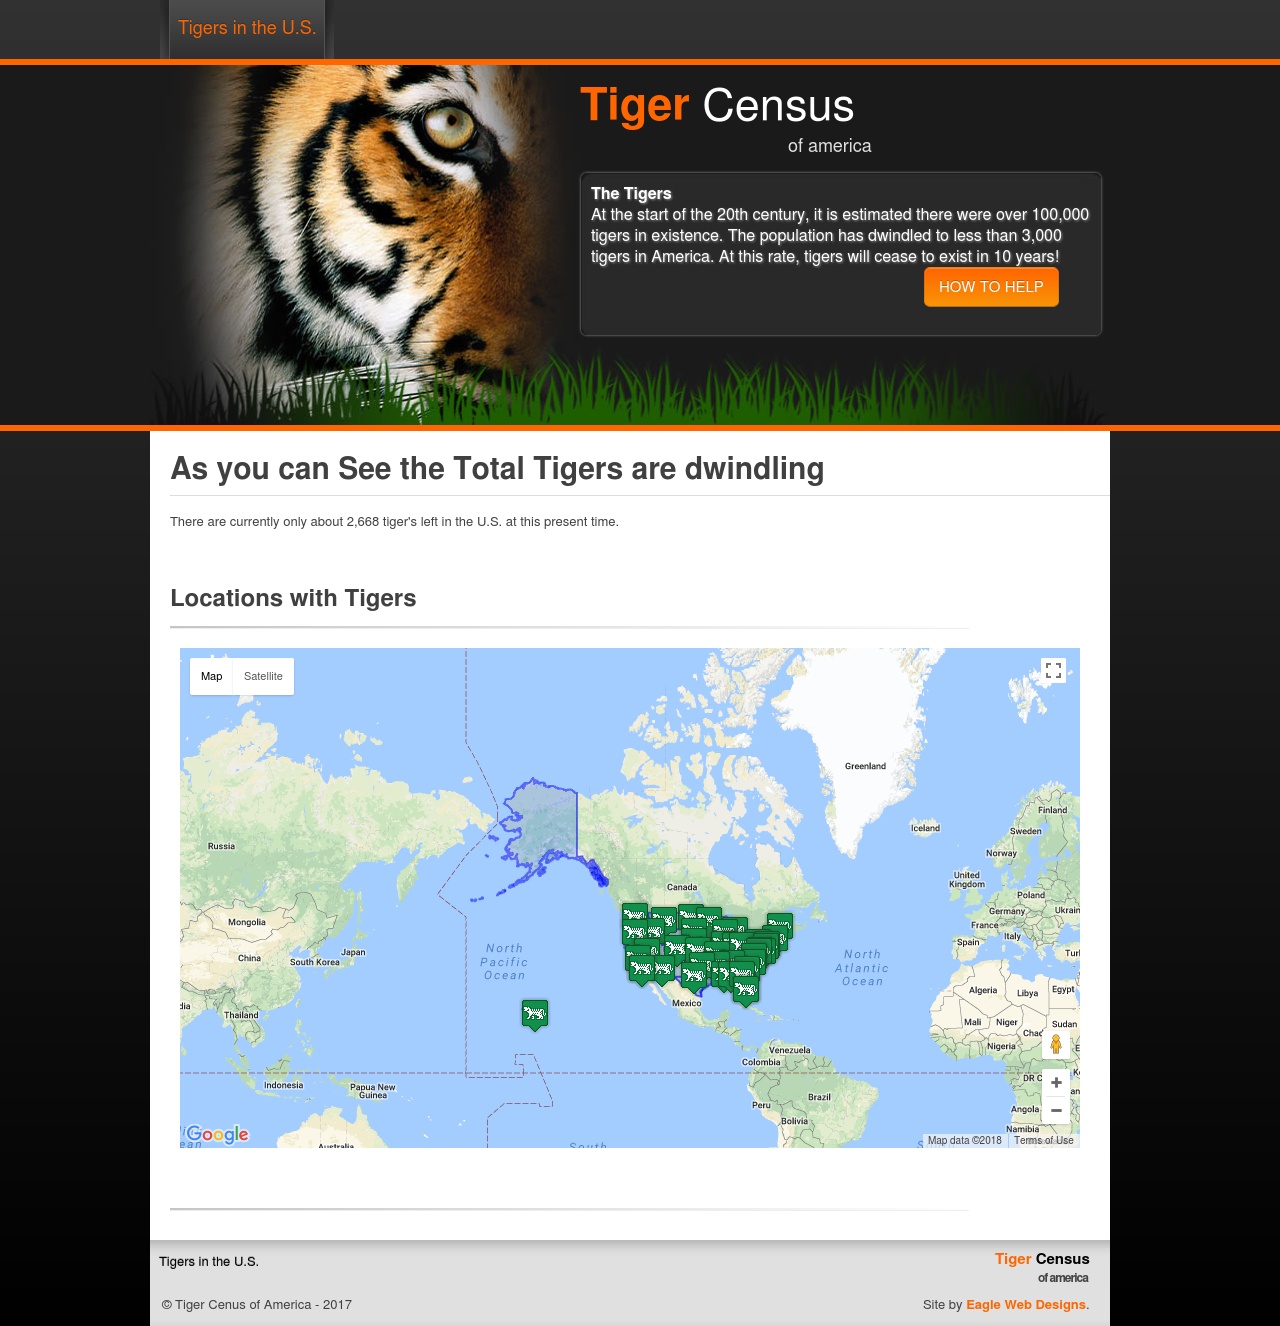 Tigers in the U.S.
Tiger Census
of america
The Tigers
At the start of the 20th century, it is estimated there were over 100,000
tigers in existence. The population has dwindled to less than 3,000
tigers in America. At this rate, tigers will cease to exist in 10 years!
HOW TO HELP
As you can See the Total Tigers are dwindling
There are currently only about 2,668 tiger's left in the U.S. at this present time.
Locations with Tigers
Map
Satellite
Greenland
Finland
Iceland
Sweden
Russia
Norway
United
Kingdom
Canada
Poland
Germany
Ukrain
Mongolia
France
Italy
Spain
Japan
China
South Korea
North
Pacific
Ocean
North
Atlantic
Ocean
Tur
Algeria
Libya
Egypt
Mexico
dia
Thailand
Mali
Niger
Chad
Sudan
Nigeria
E
Venezuela
Colombia
Indonesia
Papua New
Guinea
DR C
K
Brazil
Peru
Angola
Bolivia
Namibia
Google
ean
Australia
South
S
Map data ©2018
Terms of Use
Tigers in the U.S.
Tiger Census
of america
© Tiger Cenus of America - 2017
Site by Eagle Web Designs.